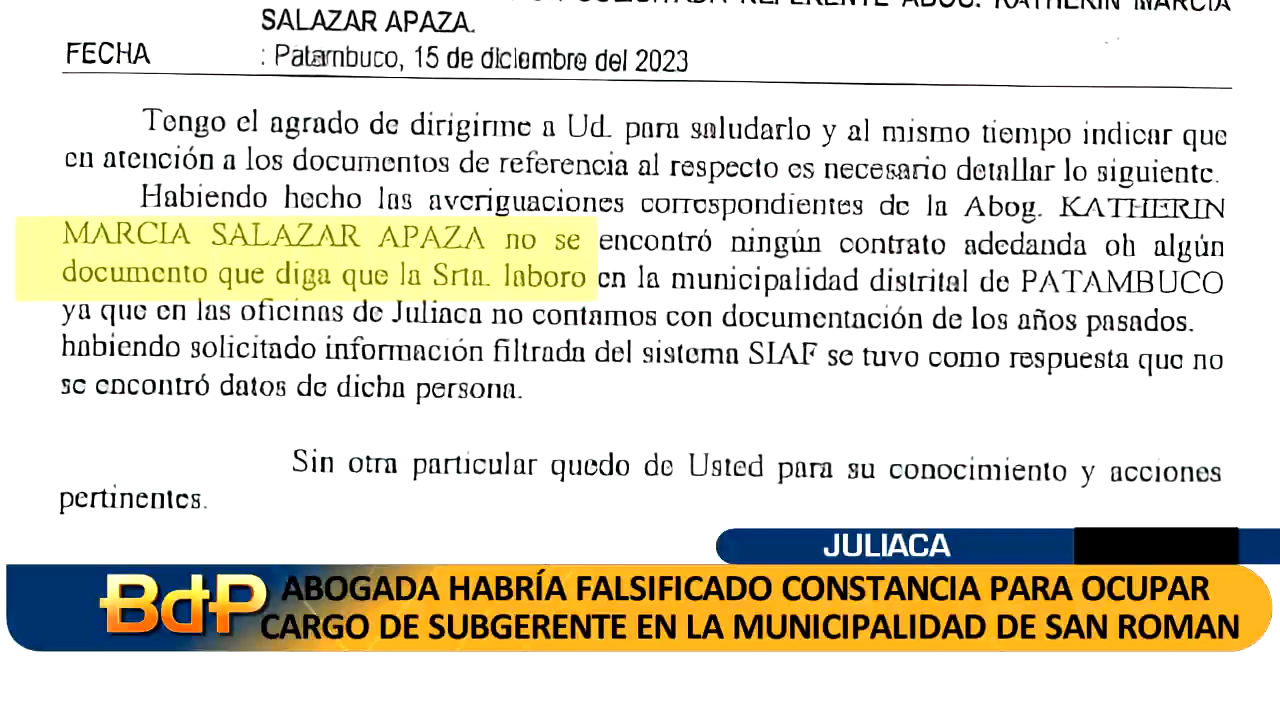 SOLICITADA REFERENTE ABOG. KATHERIN MARCIA
SALAZAR APAZA.
FECHA : Patambuco, 15 de diciembre del 2023
Tengo el agrado de dirigirme a Ud. para saludarlo y al mismo tiempo indicar que
en atención a los documentos de referencia al respecto es necesario detallar lo siguiente.
Habiendo hecho las averiguaciones correspondientes de la Abog. KATHERIN
MARCIA SALAZAR APAZA no se encontró ningún contrato adedanda oh algún
documento que diga que la Srta. laboro en la municipalidad distrital de PATAMBUCO
ya que en las oficinas de Juliaca no contamos con documentación de los años pasados.
habiendo solicitado información filtrada del sistema SIAF se tuvo como respuesta que no
se encontró datos de dicha persona.
Sin otra particular quedo de Usted para su conocimiento y acciones
pertinentes.
JULIACA
BdP
ABOGADA HABRÍA FALSIFICADO CONSTANCIA PARA OCUPAR
CARGO DE SUBGERENTE EN LA MUNICIPALIDAD DE SAN ROMAN